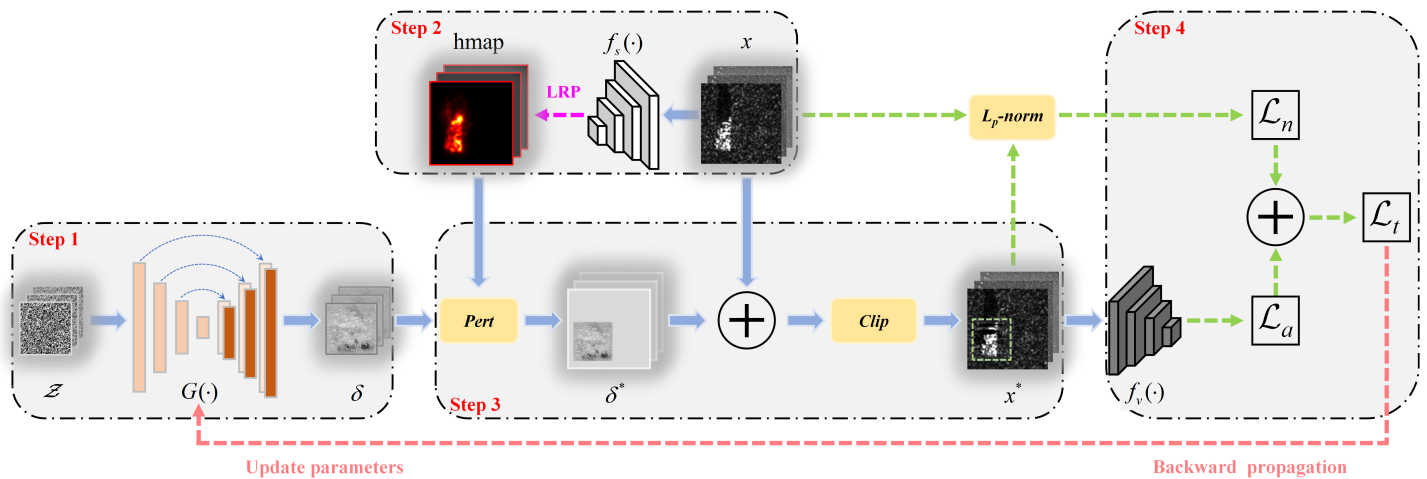 Step 2
hmap
f_s(·)
x
LRP
Step 4
L_p-norm
ℒ_n
ℒ_t
ℒ_a
Step 1
𝒵
G(·)
δ
Pert
δ*
Clip
x*
Step 3
f_v(·)
Update parameters
Backward propagation